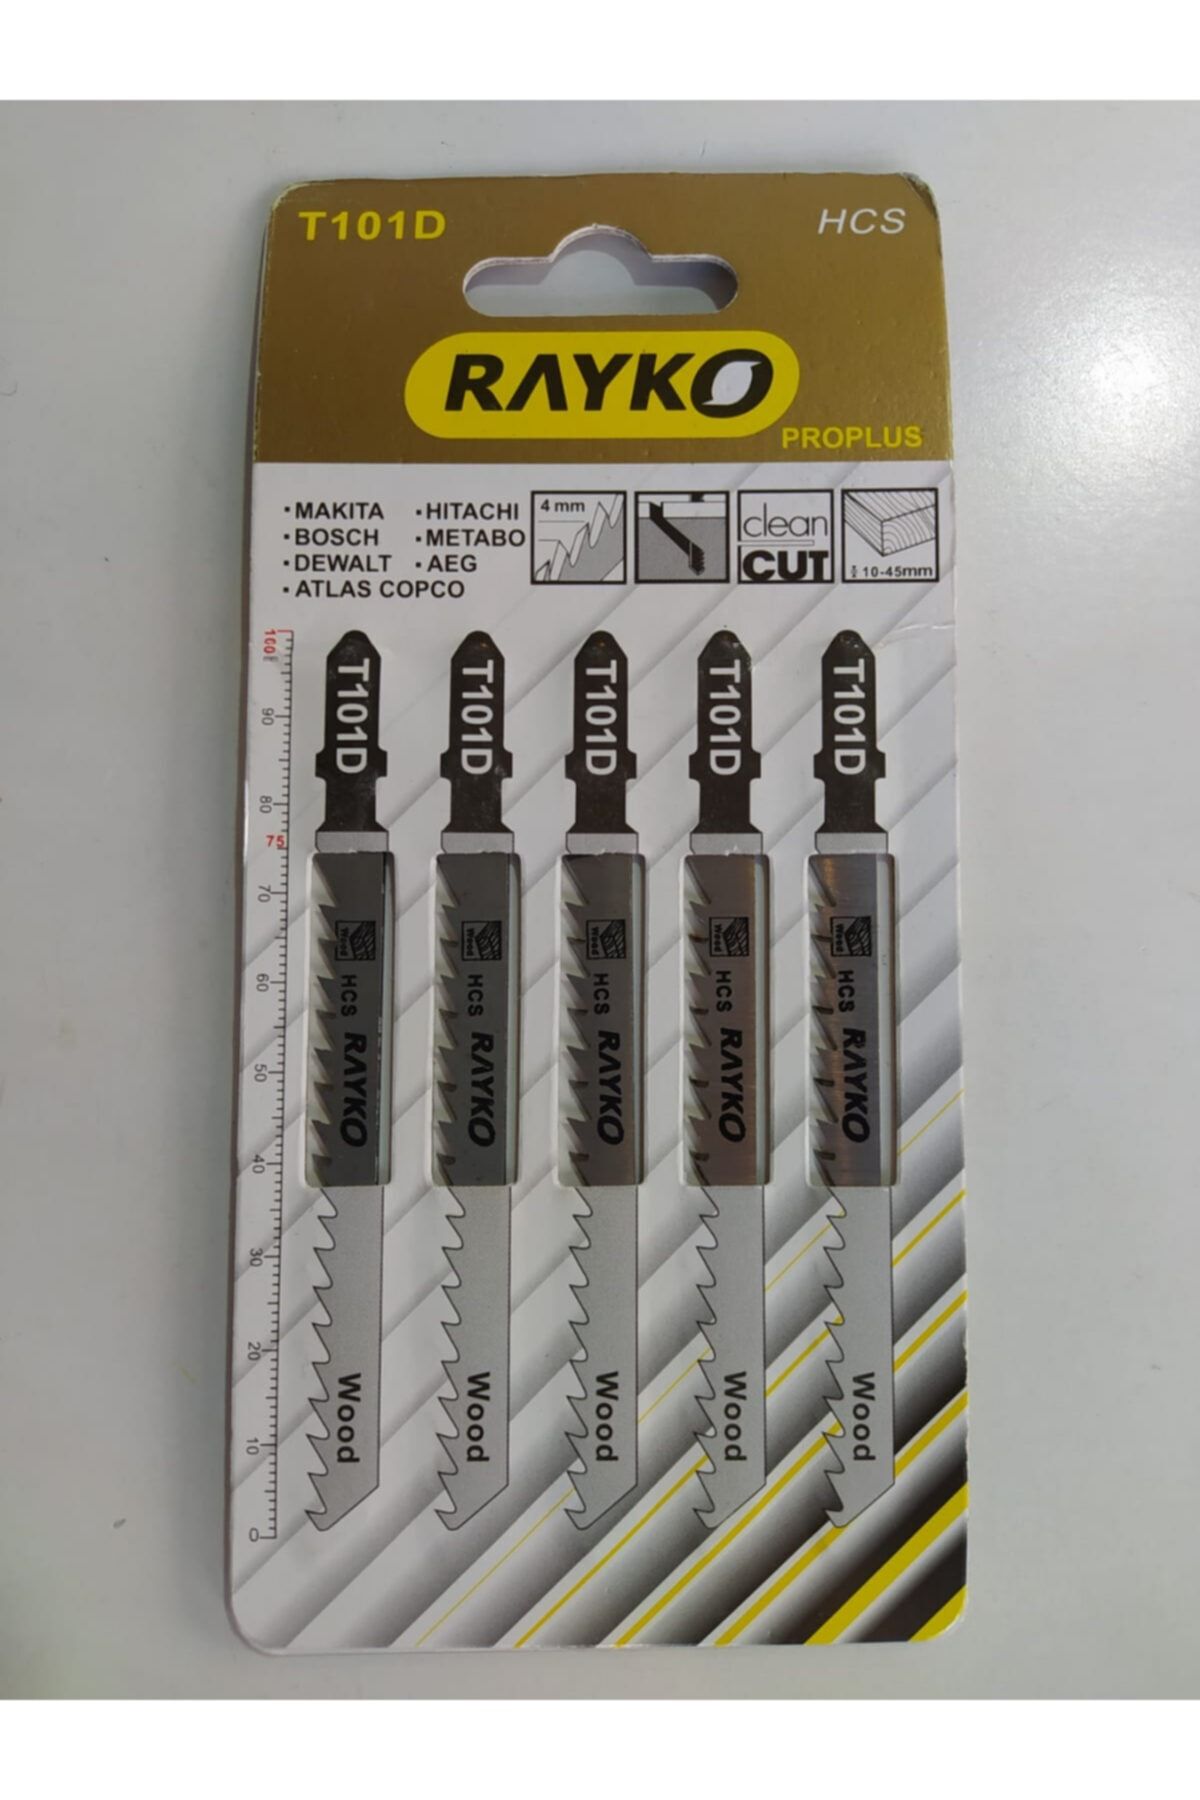 T101D
HCS
RAYKO
PROPLUS
• MAKITA • HITACHI
• BOSCH • METABO
• DEWALT • AEG
• ATLAS COPCO
4 mm
clean
CUT
10-45mm
100
90
80
75
70
60
50
40
30
20
10
0
T101D
T101D
T101D
T101D
T101D
Wood HCS RAYKO
Wood HCS RAYKO
Wood HCS RAYKO
Wood HCS RAYKO
Wood HCS RAYKO
Wood
Wood
Wood
Wood
Wood